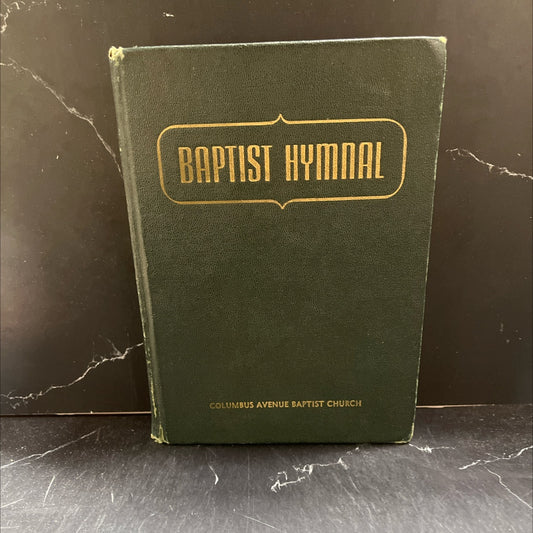 BAPTIST HYMNAL
COLUMBUS AVENUE BAPTIST CHURCH